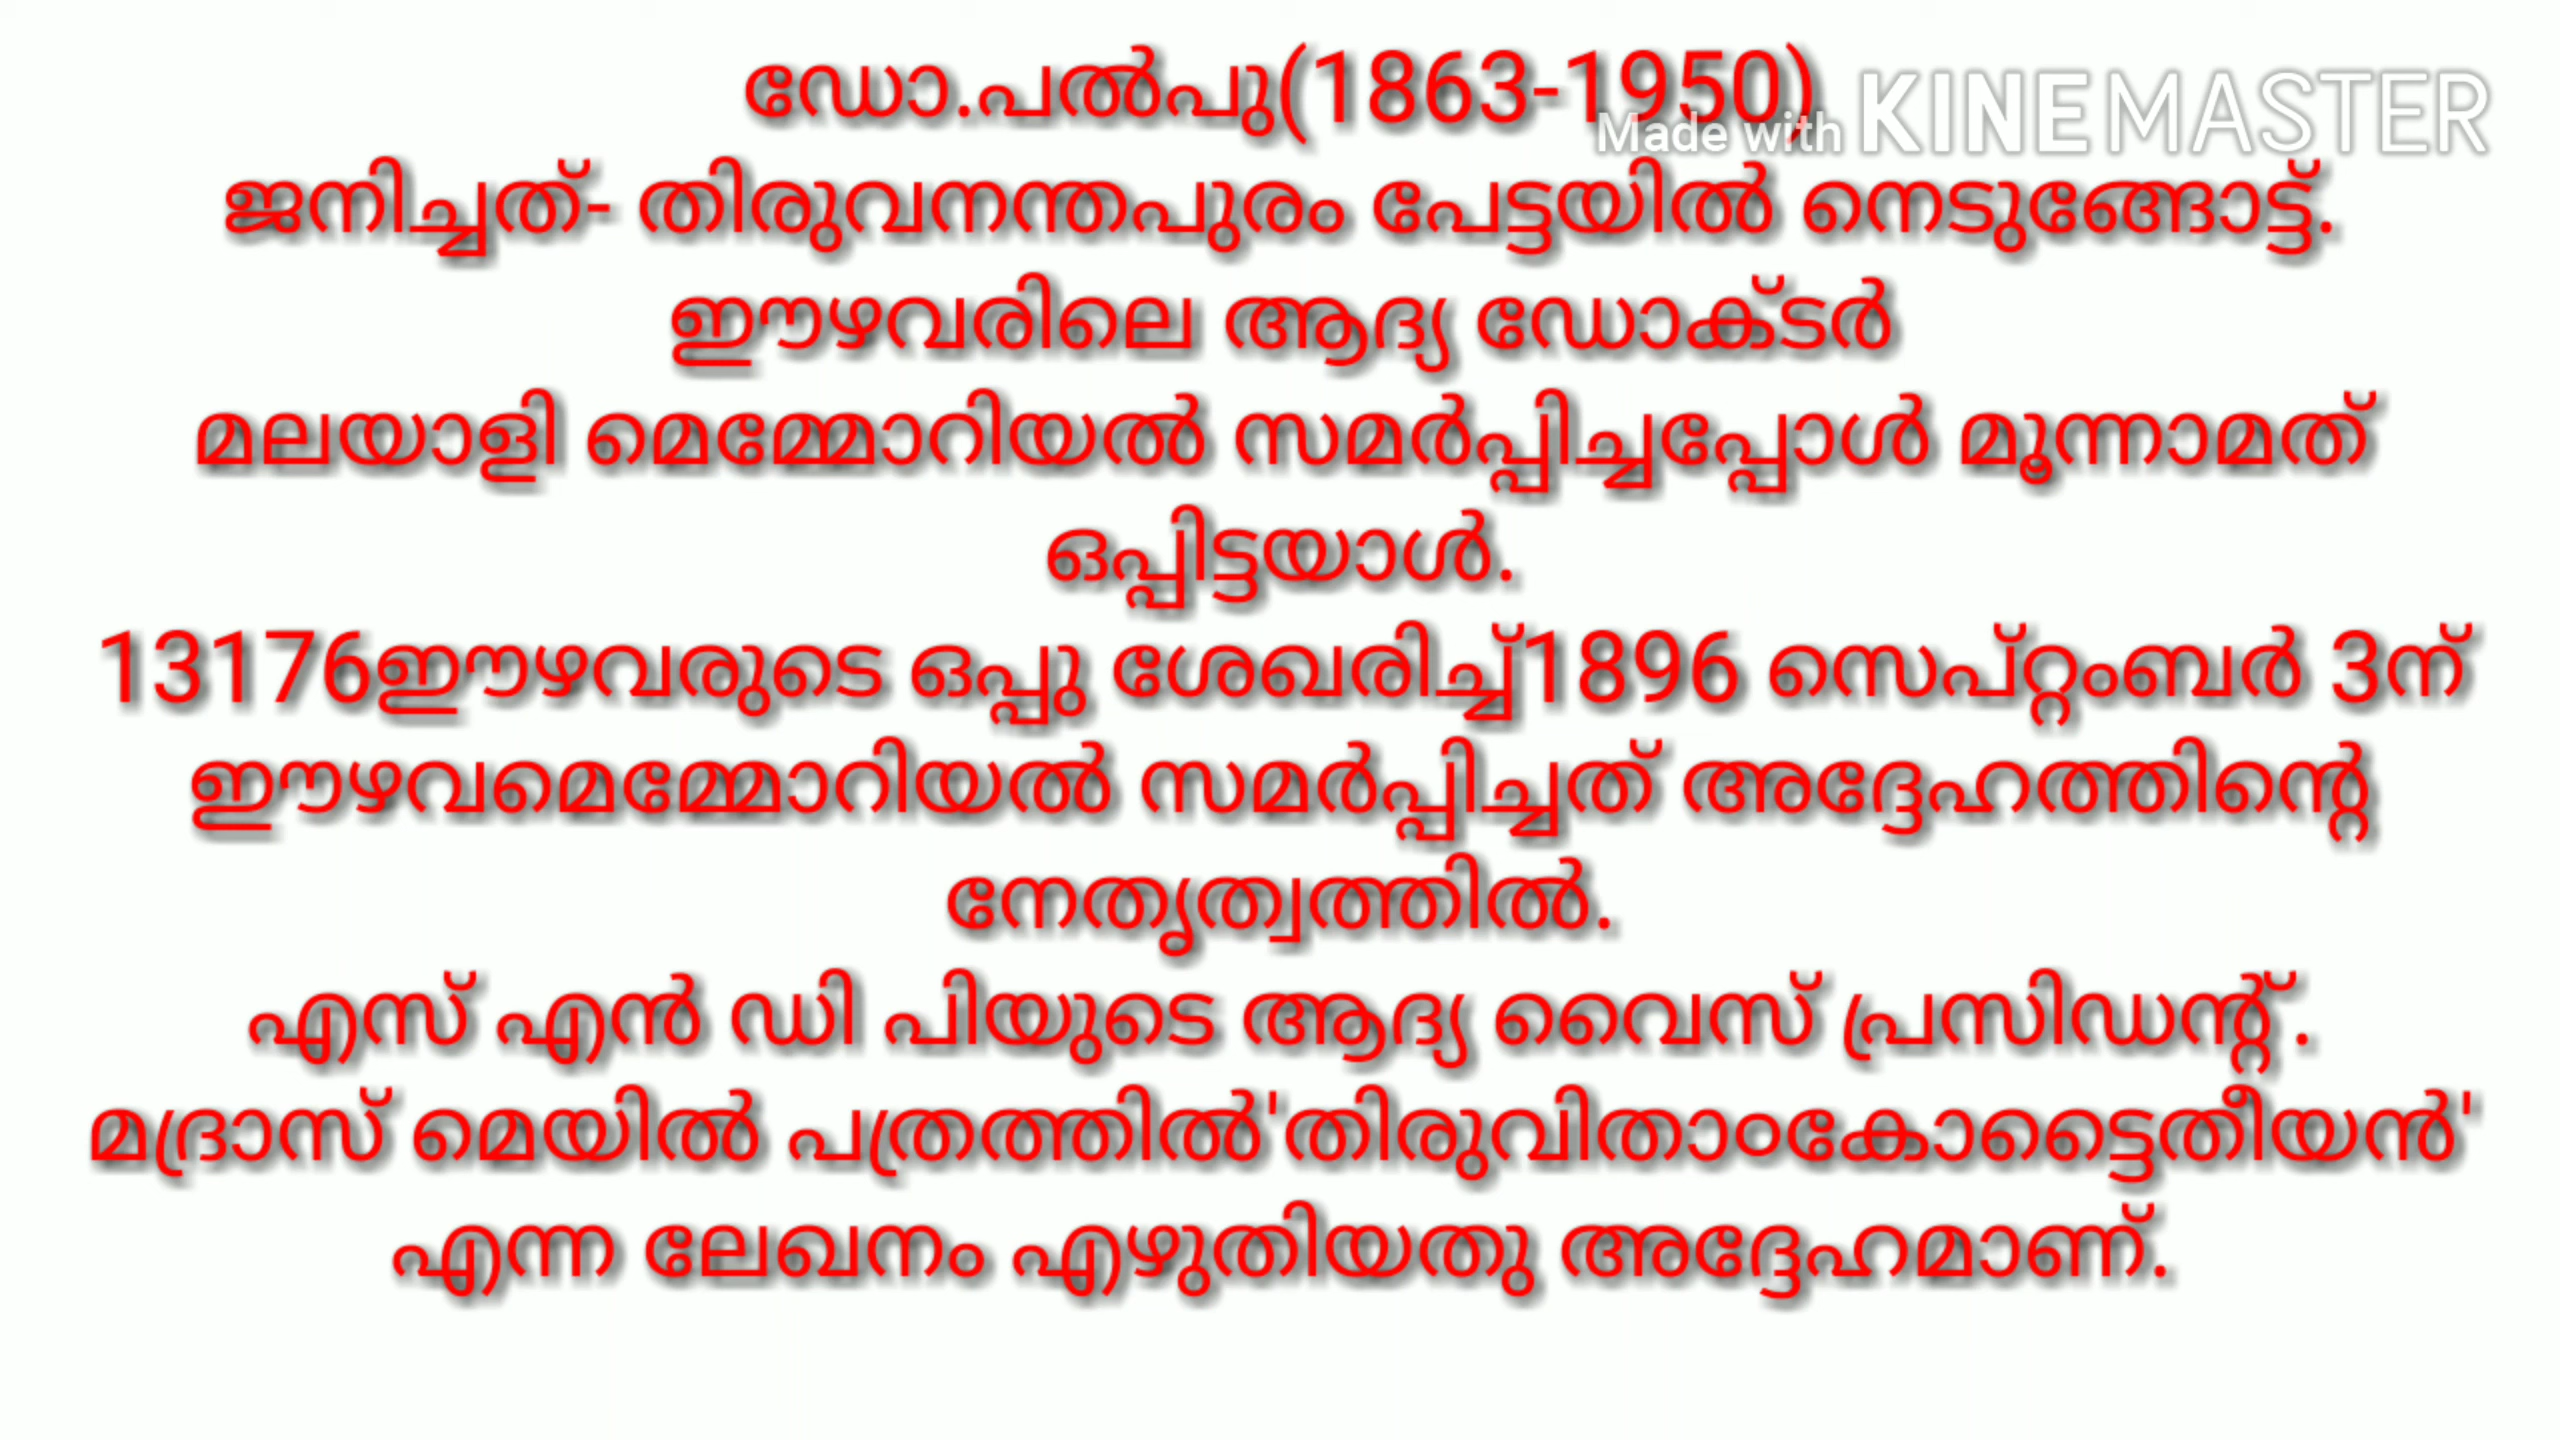 ഡോ.പൽപു(1863-1950)
Made with KINEMASTER
ജനിച്ചത്- തിരുവനന്തപുരം പേട്ടയിൽ നെടുങ്ങോട്ട്.
ഈഴവരിലെ ആദ്യ ഡോക്ടർ
മലയാളി മെമ്മോറിയൽ സമർപ്പിച്ചപ്പോൾ മൂന്നാമത്
ഒപ്പിട്ടയാൾ.
13176ഈഴവരുടെ ഒപ്പു ശേഖരിച്ച്1896 സെപ്റ്റംബർ 3ന്
ഈഴവമെമ്മോറിയൽ സമർപ്പിച്ചത് അദ്ദേഹത്തിന്റെ
നേതൃത്വത്തിൽ.
എസ് എൻ ഡി പിയുടെ ആദ്യ വൈസ് പ്രസിഡന്റ്.
മദ്രാസ് മെയിൽ പത്രത്തിൽ'തിരുവിതാംകോട്ടൈതീയൻ'
എന്ന ലേഖനം എഴുതിയതു അദ്ദേഹമാണ്.